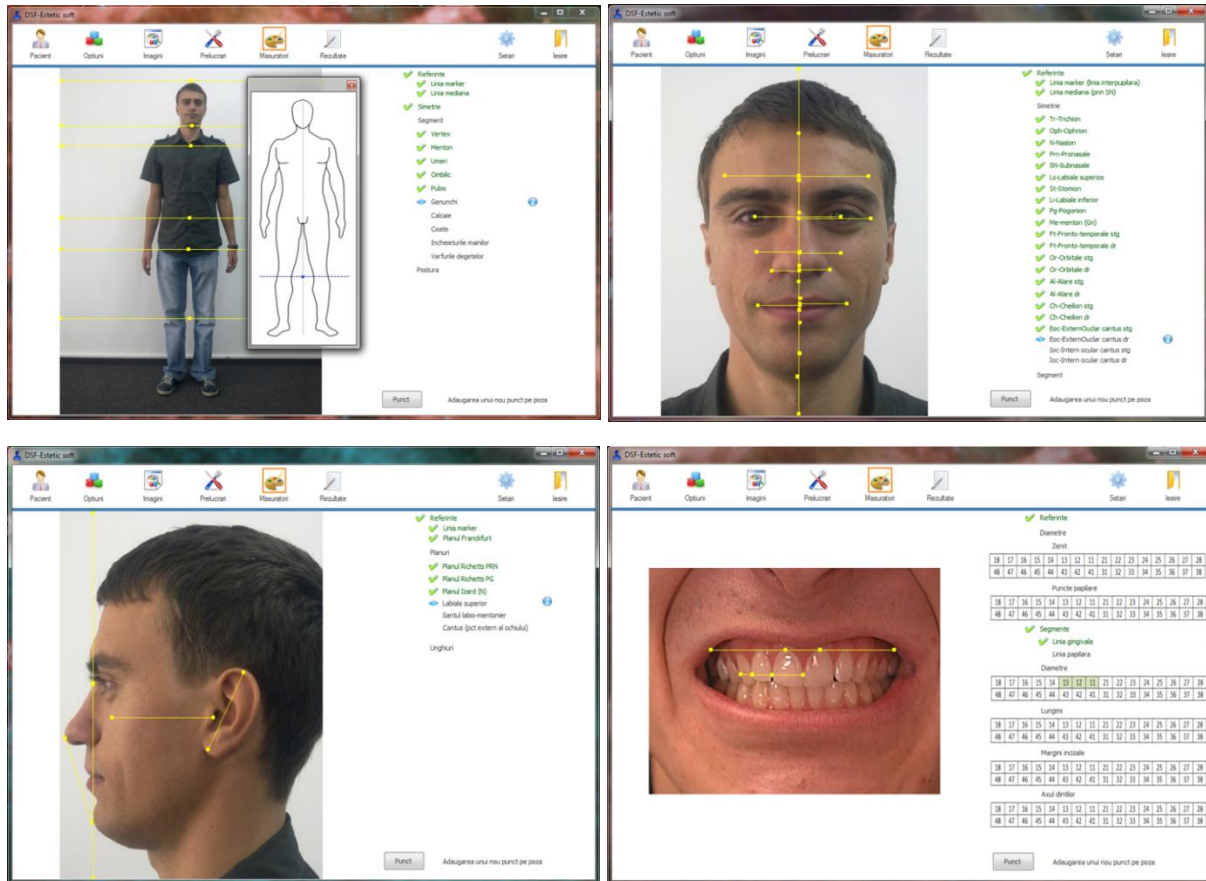 DSF-Estetic soft
Pacient Optiuni Imagini Prelucrari Masuratori Rezultate Setari Iesire
Referinte
Linia marker
Linia mediana
Simetrie
Segment
Vertex
Menton
Umeri
Ombilic
Pubis
Genunchi
Calcaie
Coate
Incheieturile mainilor
Varfurile degetelor
Postura
Punct Adaugarea unui nou punct pe poza
DSF-Estetic soft
Pacient Optiuni Imagini Prelucrari Masuratori Rezultate Setari Iesire
Referinte
Linia marker (linia interpupilara)
Linia mediana (prin SN)
Simetrie
Tr-Trichion
Oph-Ophrion
N-Nasion
Prn-Pronasale
SN-Subnasale
Ls-Labiale superios
St-Stomion
Li-Labiale inferior
Pg-Pogonion
Me-menton (Gn)
Ft-Fronto-temporale stg
Ft-Fronto-temporale dr
Or-Orbitale stg
Or-Orbitale dr
Al-Alare stg
Al-Alare dr
Ch-Cheilion stg
Ch-Cheilion dr
Eoc-ExternOuclar cantus stg
Eoc-ExternOuclar cantus dr
Ioc-Intern ocular cantus stg
Ioc-Intern ocular cantus dr
Segment
Punct Adaugarea unui nou punct pe poza
DSF-Estetic soft
Pacient Optiuni Imagini Prelucrari Masuratori Rezultate Setari Iesire
Referinte
Linia marker
Planul Franckfurt
Planuri
Planul Richetts PRN
Planul Richetts PG
Planul Izard (N)
Labiale superior
Santul labio-mentonier
Cantus (pct extern al ochiului)
Unghiuri
Punct Adaugarea unui nou punct pe poza
DSF-Estetic soft
Pacient Optiuni Imagini Prelucrari Masuratori Rezultate Setari Iesire
Referinte
Diametre
Zenit
18 17 16 15 14 13 12 11 21 22 23 24 25 26 27 28
48 47 46 45 44 43 42 41 31 32 33 34 35 36 37 38
Puncte papilare
18 17 16 15 14 13 12 11 21 22 23 24 25 26 27 28
48 47 46 45 44 43 42 41 31 32 33 34 35 36 37 38
Segmente
Linia gingivala
Linia papilara
Diametre
18 17 16 15 14 13 12 11 21 22 23 24 25 26 27 28
48 47 46 45 44 43 42 41 31 32 33 34 35 36 37 38
Lungimi
18 17 16 15 14 13 12 11 21 22 23 24 25 26 27 28
48 47 46 45 44 43 42 41 31 32 33 34 35 36 37 38
Margini incizale
18 17 16 15 14 13 12 11 21 22 23 24 25 26 27 28
48 47 46 45 44 43 42 41 31 32 33 34 35 36 37 38
Axul dintilor
18 17 16 15 14 13 12 11 21 22 23 24 25 26 27 28
48 47 46 45 44 43 42 41 31 32 33 34 35 36 37 38
Punct Adaugarea unui nou punct pe poza